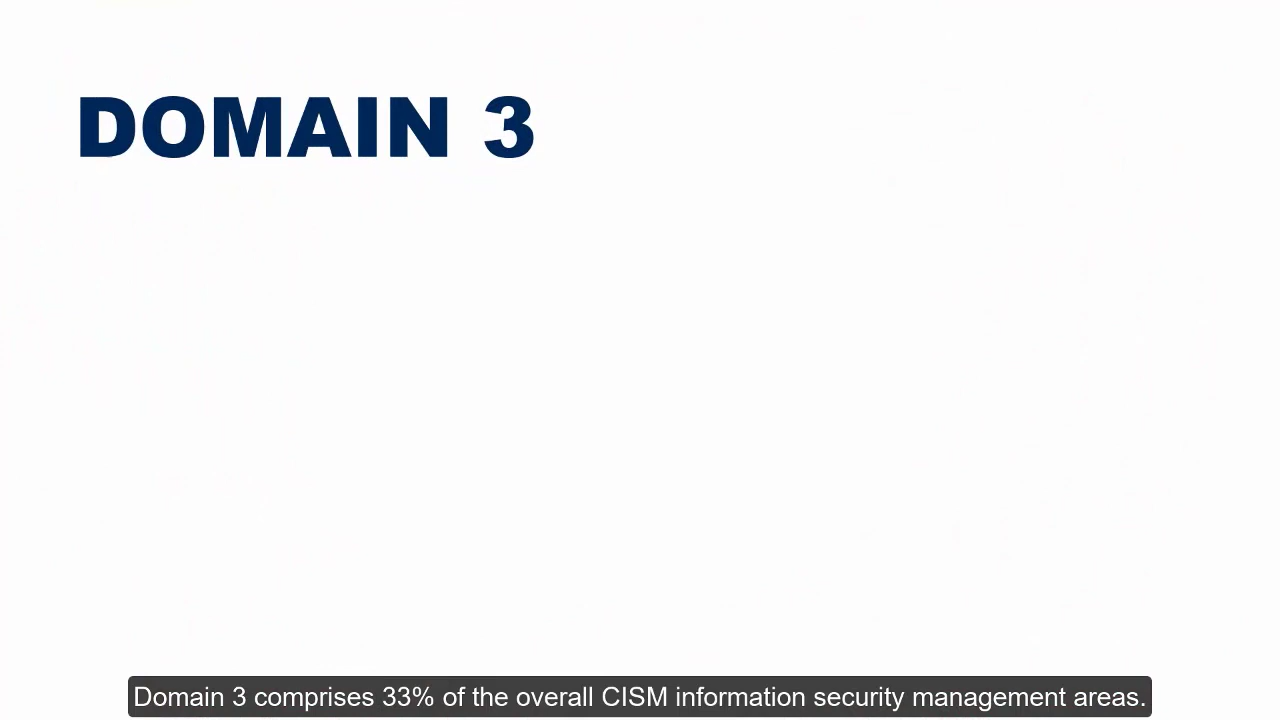 DOMAIN 3
Domain 3 comprises 33% of the overall CISM information security management areas.